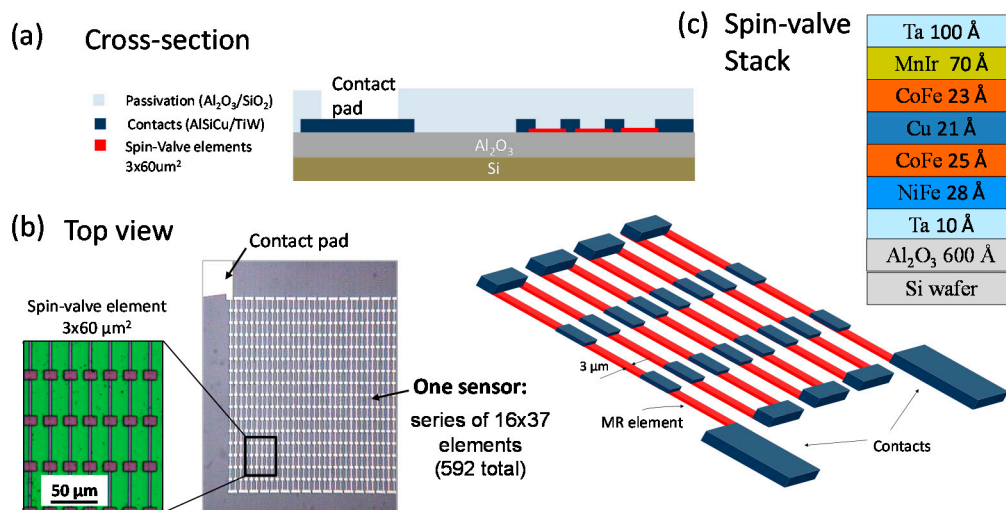 (a) Cross-section
Passivation (Al₂O₃/SiO₂)
Contacts (AlSiCu/TiW)
Spin-Valve elements
3x60um²
Contact
pad
Al₂O₃
Si
(b) Top view
Contact pad
Spin-valve element
3x60 μm²
50 μm
One sensor:
series of 16x37
elements
(592 total)
(c) Spin-valve
Stack
Ta 100 Å
MnIr 70 Å
CoFe 23 Å
Cu 21 Å
CoFe 25 Å
NiFe 28 Å
Ta 10 Å
Al₂O₃ 600 Å
Si wafer
3 μm
MR element
Contacts